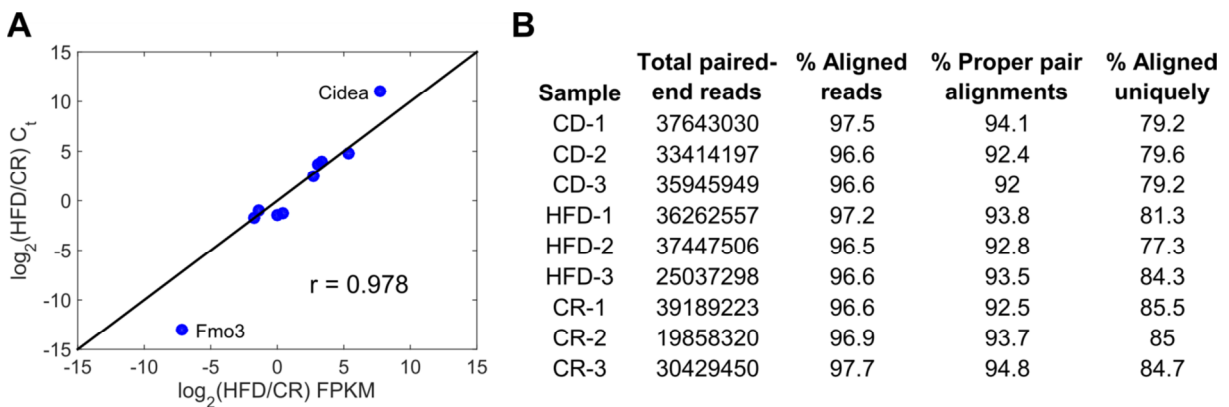 A
15
10
5
0
-5
-10
-15
log2(HFD/CR) Ct
Cidea
r = 0.978
Fmo3
-15 -10 -5 0 5 10 15
log2(HFD/CR) FPKM
B
Total paired- % Aligned % Proper pair % Aligned
Sample end reads reads alignments uniquely
CD-1 37643030 97.5 94.1 79.2
CD-2 33414197 96.6 92.4 79.6
CD-3 35945949 96.6 92 79.2
HFD-1 36262557 97.2 93.8 81.3
HFD-2 37447506 96.5 92.8 77.3
HFD-3 25037298 96.6 93.5 84.3
CR-1 39189223 96.6 92.5 85.5
CR-2 19858320 96.9 93.7 85
CR-3 30429450 97.7 94.8 84.7